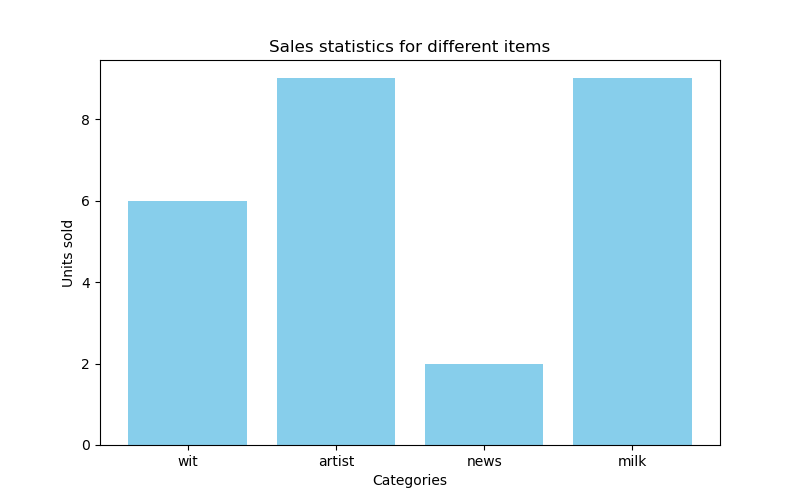 Sales statistics for different items
Units sold
8
6
4
2
0
wit artist news milk
Categories